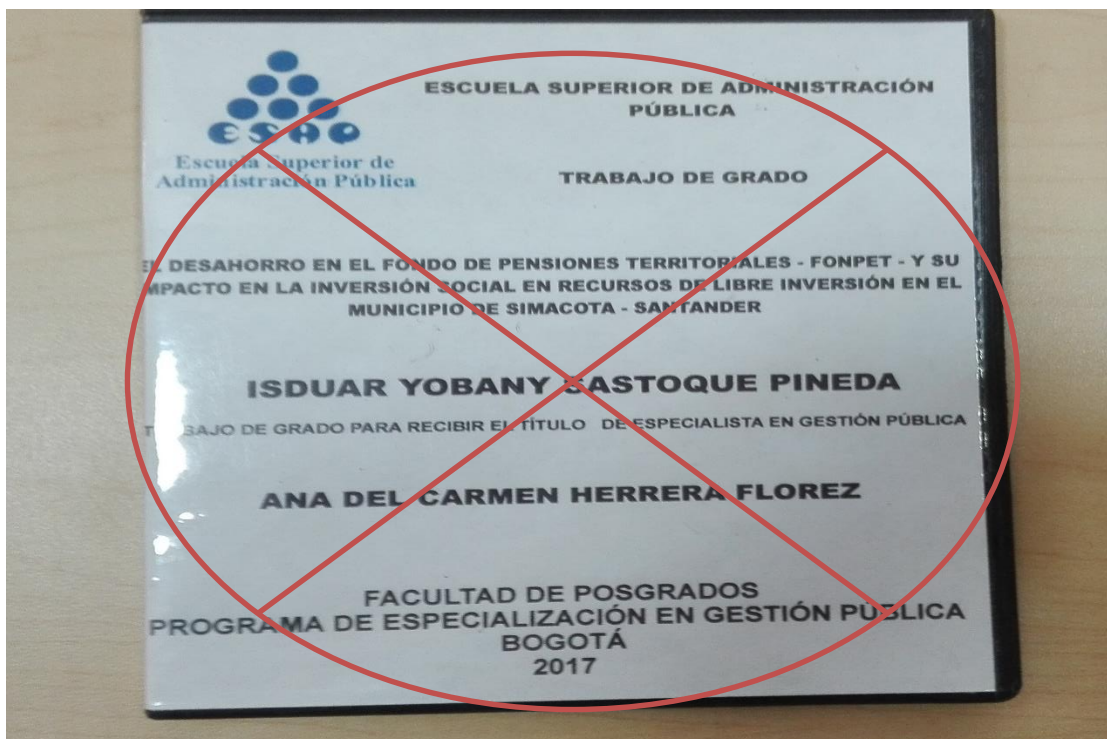 ESAP
Escuela Superior de
Administración Pública
ESCUELA SUPERIOR DE ADMINISTRACIÓN
PÚBLICA
TRABAJO DE GRADO
EL DESAHORRO EN EL FONDO DE PENSIONES TERRITORIALES - FONPET - Y SU
IMPACTO EN LA INVERSIÓN SOCIAL EN RECURSOS DE LIBRE INVERSIÓN EN EL
MUNICIPIO DE SIMACOTA - SANTANDER
ISDUAR YOBANY SASTOQUE PINEDA
TRABAJO DE GRADO PARA RECIBIR EL TÍTULO DE ESPECIALISTA EN GESTIÓN PÚBLICA
ANA DEL CARMEN HERRERA FLOREZ
FACULTAD DE POSGRADOS
PROGRAMA DE ESPECIALIZACIÓN EN GESTIÓN PÚBLICA
BOGOTÁ
2017